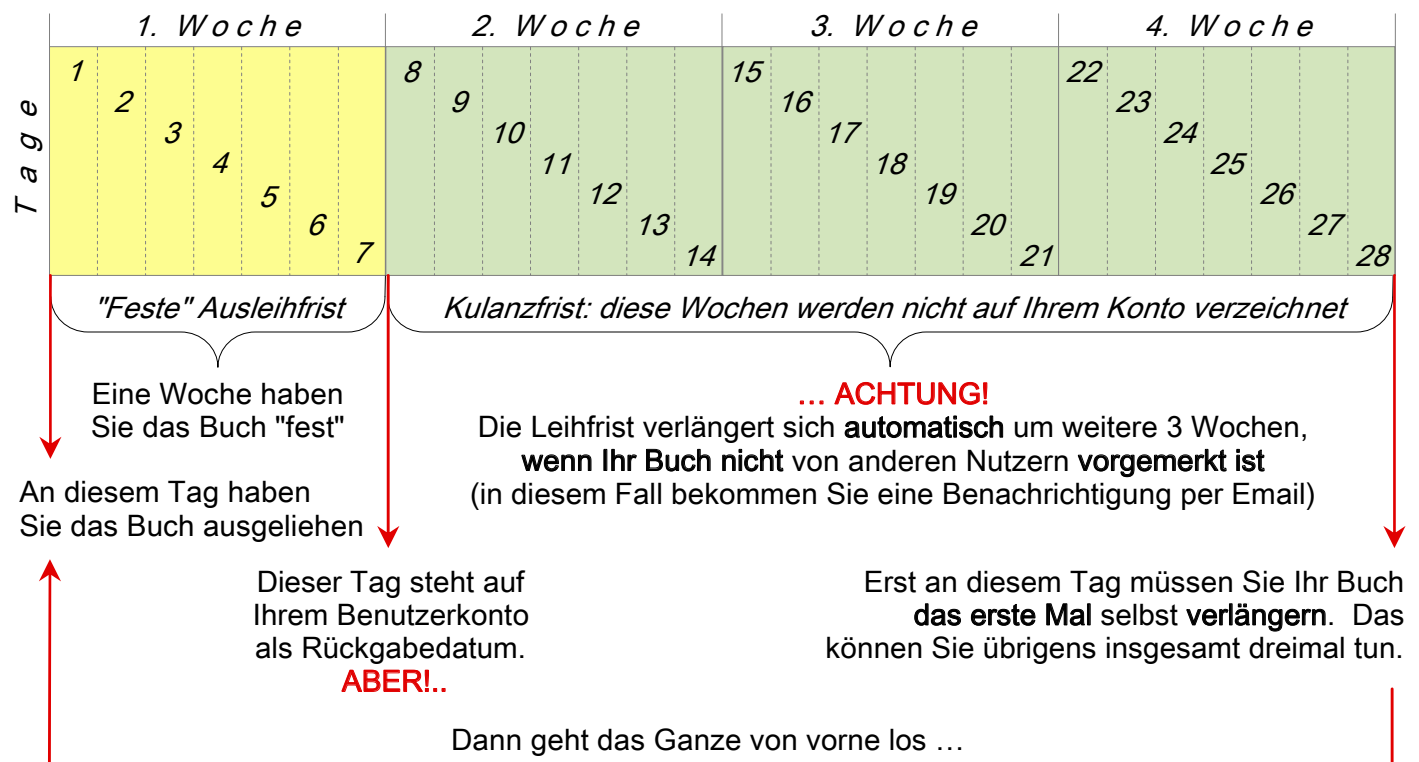 1. Woche 2. Woche 3. Woche 4. Woche
Tage
1 8 15 22
2 9 16 23
3 10 17 24
4 11 18 25
5 12 19 26
6 13 20 27
7 14 21 28
"Feste" Ausleihfrist
Kulanzfrist: diese Wochen werden nicht auf Ihrem Konto verzeichnet
Eine Woche haben
Sie das Buch "fest"
... ACHTUNG!
Die Leihfrist verlängert sich automatisch um weitere 3 Wochen,
wenn Ihr Buch nicht von anderen Nutzern vorgemerkt ist
(in diesem Fall bekommen Sie eine Benachrichtigung per Email)
An diesem Tag haben
Sie das Buch ausgeliehen
Dieser Tag steht auf
Ihrem Benutzerkonto
als Rückgabedatum.
ABER!..
Erst an diesem Tag müssen Sie Ihr Buch
das erste Mal selbst verlängern. Das
können Sie übrigens insgesamt dreimal tun.
Dann geht das Ganze von vorne los ...